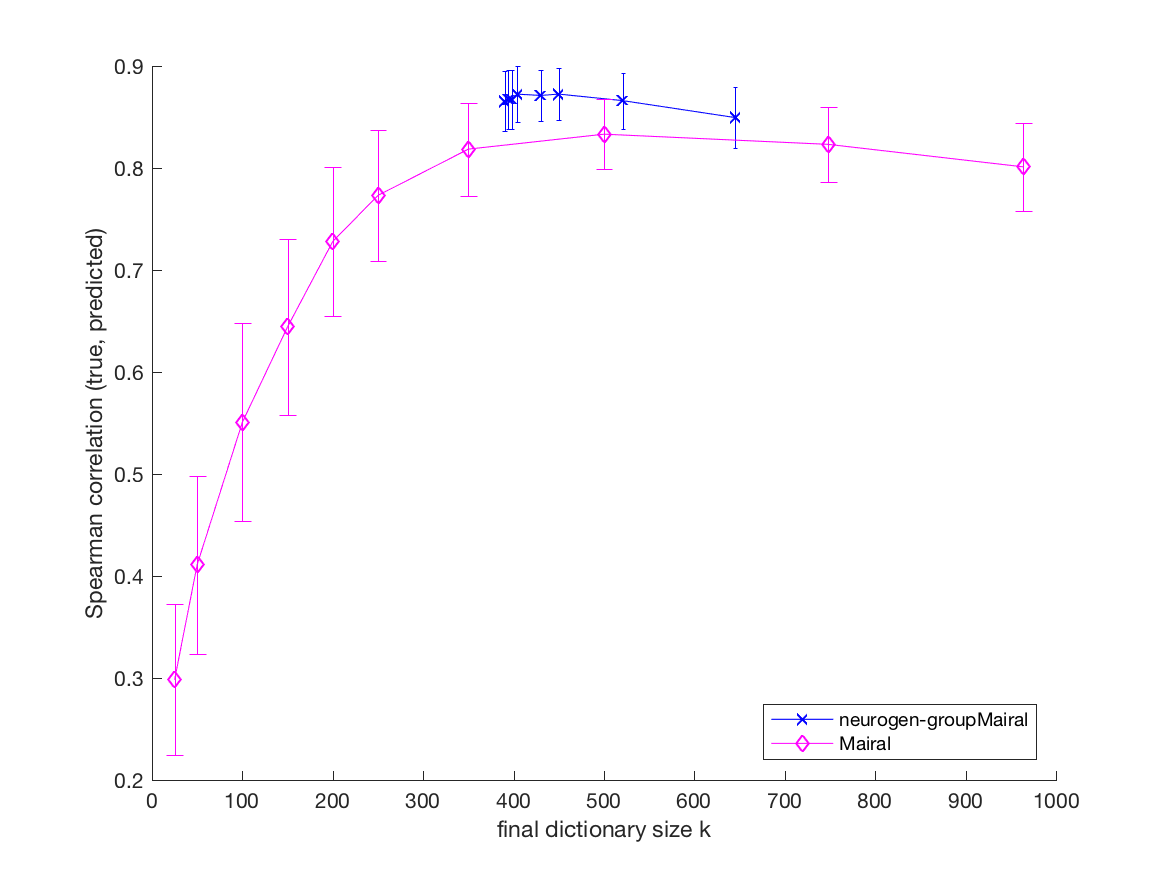 0.9
0.8
0.7
0.6
0.5
0.4
0.3
0.2
Spearman correlation (true, predicted)
neurogen-groupMairal
Mairal
0 100 200 300 400 500 600 700 800 900 1000
final dictionary size k